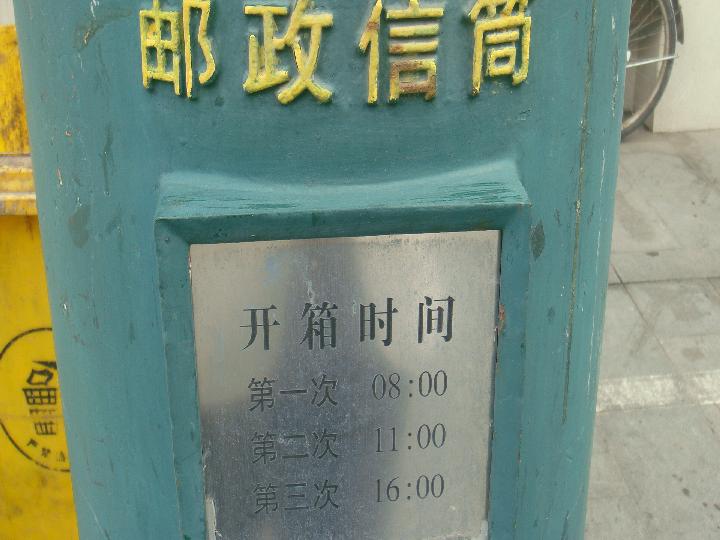 邮政信筒
开箱时间
第一次 08:00
第二次 11:00
第三次 16:00